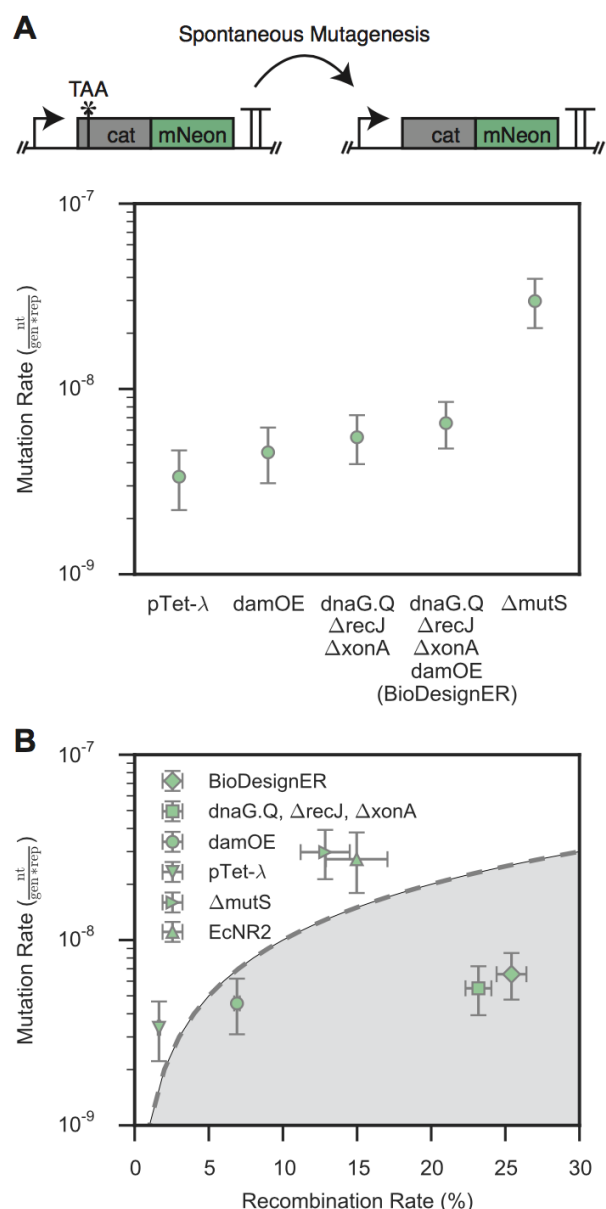 A
Spontaneous Mutagenesis
TAA
*
cat mNeon
cat mNeon
10⁻⁷
10⁻⁸
10⁻⁹
Mutation Rate (nt/gen*rep)
pTet-λ damOE dnaG.Q dnaG.Q ΔmutS
ΔrecJ ΔrecJ
ΔxonA ΔxonA
damOE
(BioDesignER)
B
10⁻⁷
10⁻⁸
10⁻⁹
Mutation Rate (nt/gen*rep)
BioDesignER
dnaG.Q, ΔrecJ, ΔxonA
damOE
pTet-λ
ΔmutS
EcNR2
0 5 10 15 20 25 30
Recombination Rate (%)